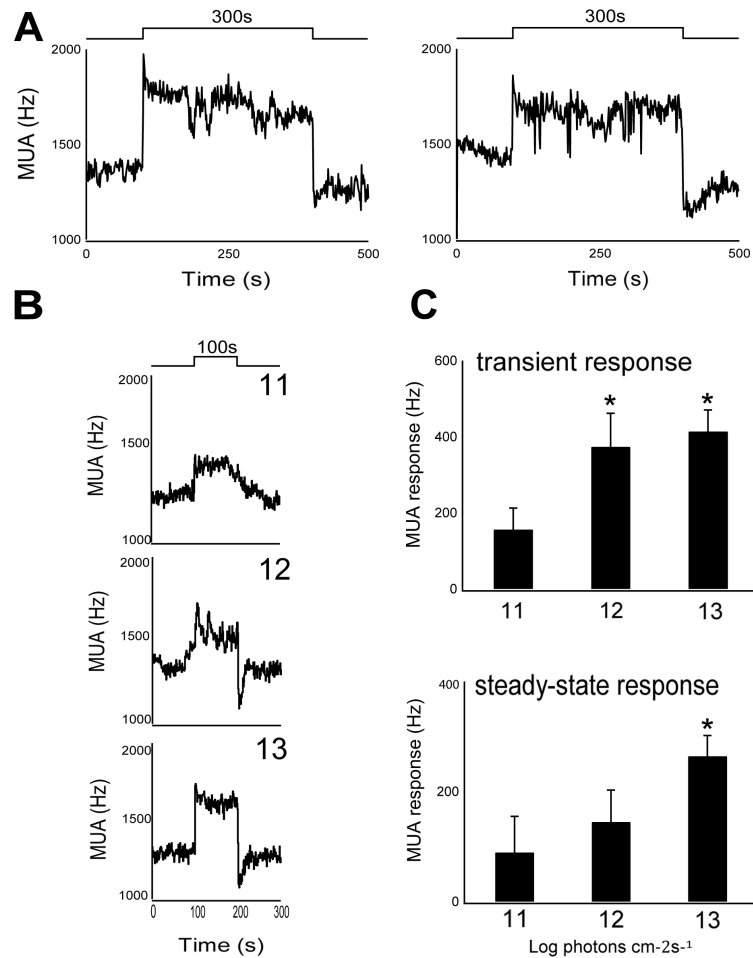 A
300s
300s
2000
1500
1000
MUA (Hz)
0
250
500
Time (s)
2000
1500
1000
0
250
500
Time (s)
B
100s
11
2000
1500
1000
MUA (Hz)
12
2000
1500
1000
MUA (Hz)
13
2000
1500
1000
MUA (Hz)
0
100
200
300
Time (s)
C
transient response
600
400
200
0
MUA response (Hz)
*
*
11
12
13
steady-state response
400
200
0
MUA response (Hz)
*
11
12
13
Log photons cm-2s-¹